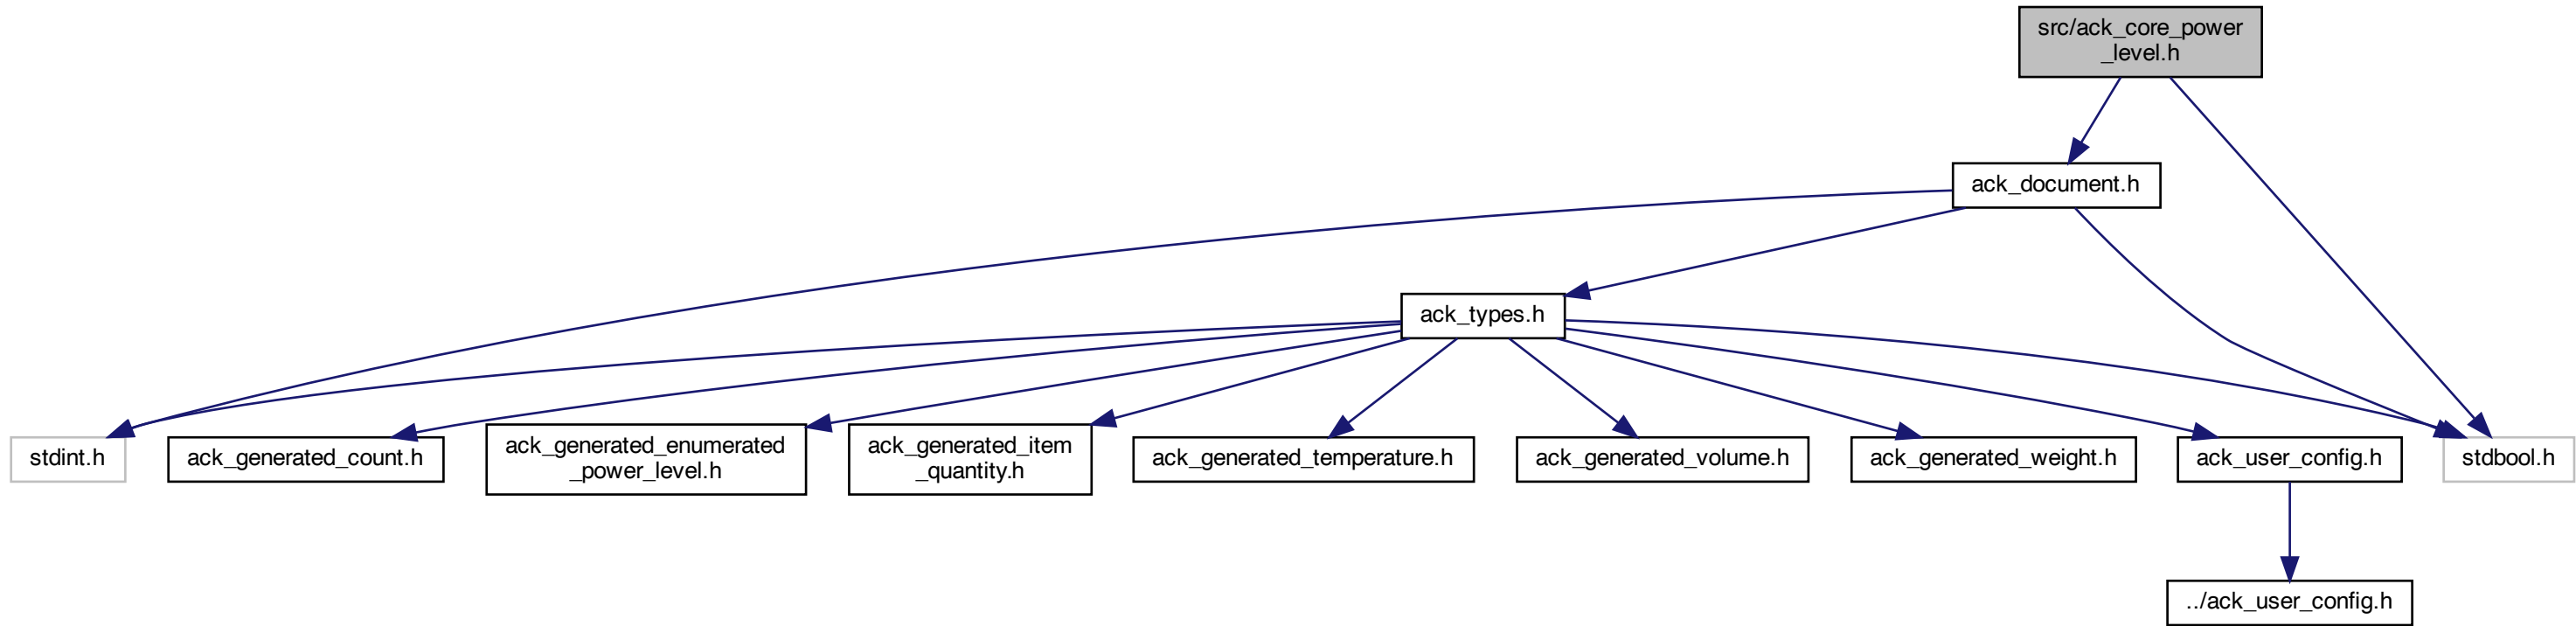 src/ack_core_power
_level.h
ack_document.h
ack_types.h
stdint.h
ack_generated_count.h
ack_generated_enumerated
_power_level.h
ack_generated_item
_quantity.h
ack_generated_temperature.h
ack_generated_volume.h
ack_generated_weight.h
ack_user_config.h
stdbool.h
../ack_user_config.h